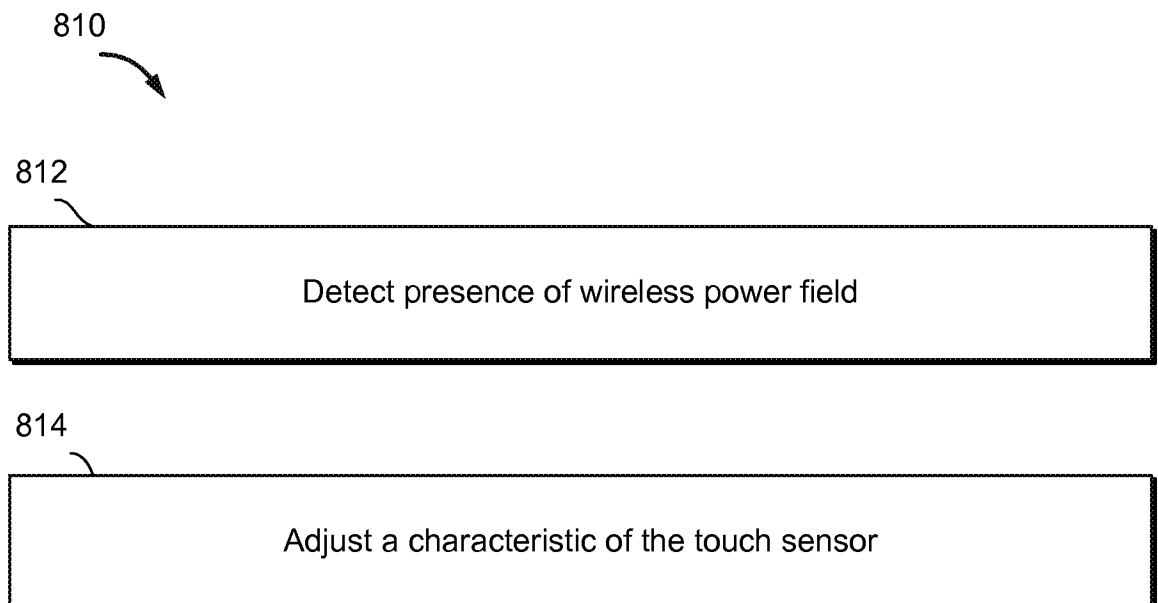 810
812
Detect presence of wireless power field
814
Adjust a characteristic of the touch sensor